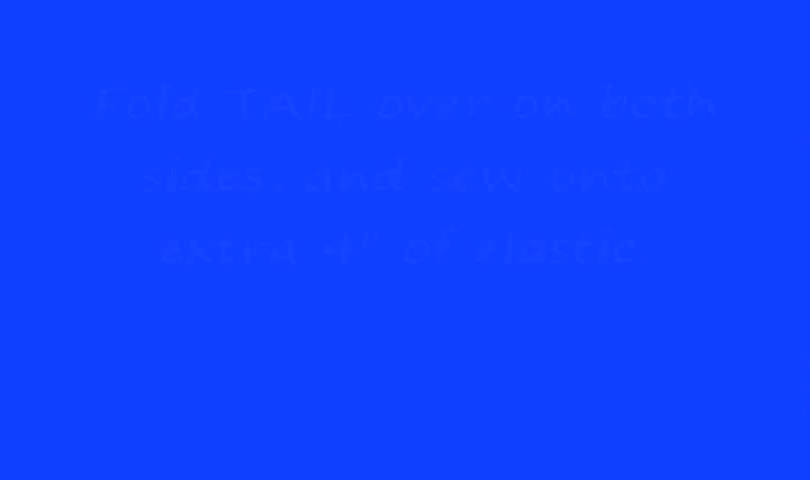 Fold TAIL over on both
sides, and sew onto
extra 4" of elastic.